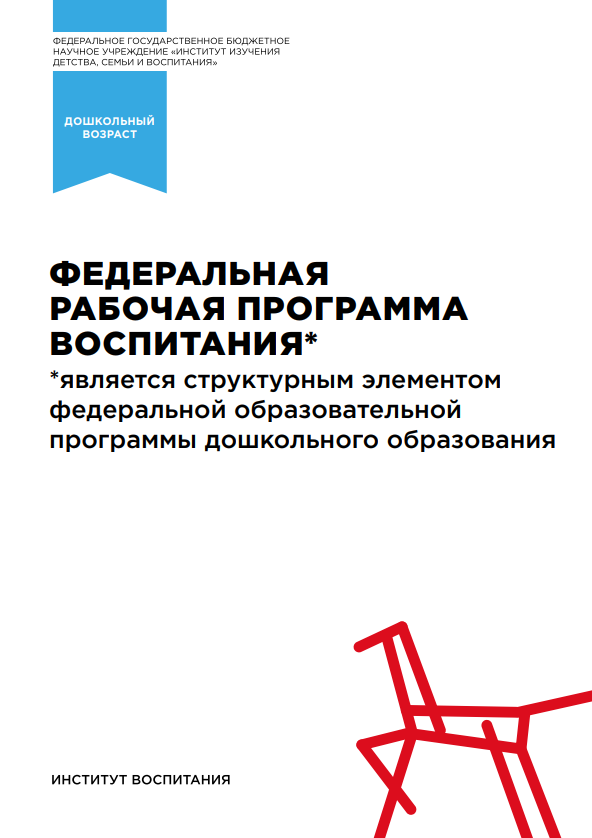 ФЕДЕРАЛЬНОЕ ГОСУДАРСТВЕННОЕ БЮДЖЕТНОЕ
НАУЧНОЕ УЧРЕЖДЕНИЕ «ИНСТИТУТ ИЗУЧЕНИЯ
ДЕТСТВА, СЕМЬИ И ВОСПИТАНИЯ»
ДОШКОЛЬНЫЙ
ВОЗРАСТ
ФЕДЕРАЛЬНАЯ
РАБОЧАЯ ПРОГРАММА
ВОСПИТАНИЯ*
*является структурным элементом
федеральной образовательной
программы дошкольного образования
ИНСТИТУТ ВОСПИТАНИЯ